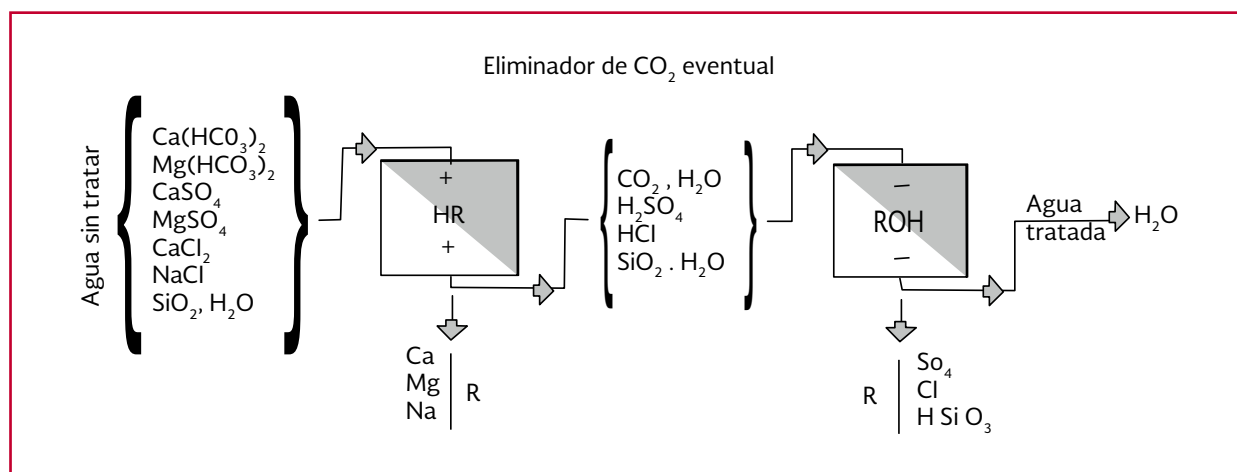 Eliminador de CO₂ eventual
Agua sin tratar
Ca(HC0₃)₂
Mg(HCO₃)₂
CaSO₄
MgSO₄
CaCl₂
NaCl
SiO₂, H₂O
+
HR
+
Ca
Mg
Na
R
CO₂ , H₂O
H₂SO₄
HCl
SiO₂ . H₂O
–
ROH
–
R
So₄
Cl
H Si O₃
Agua
tratada
H₂O